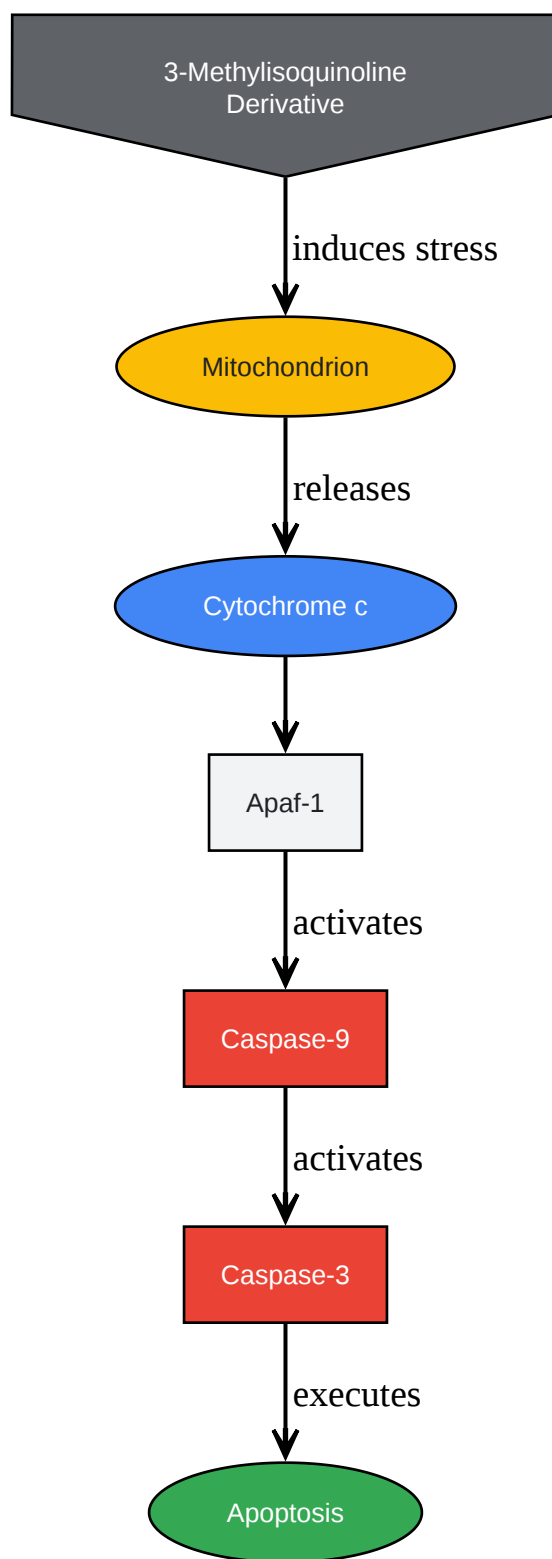 3-Methylisoquinoline
Derivative
induces stress
Mitochondrion
releases
Cytochrome c
Apaf-1
activates
Caspase-9
activates
Caspase-3
executes
Apoptosis